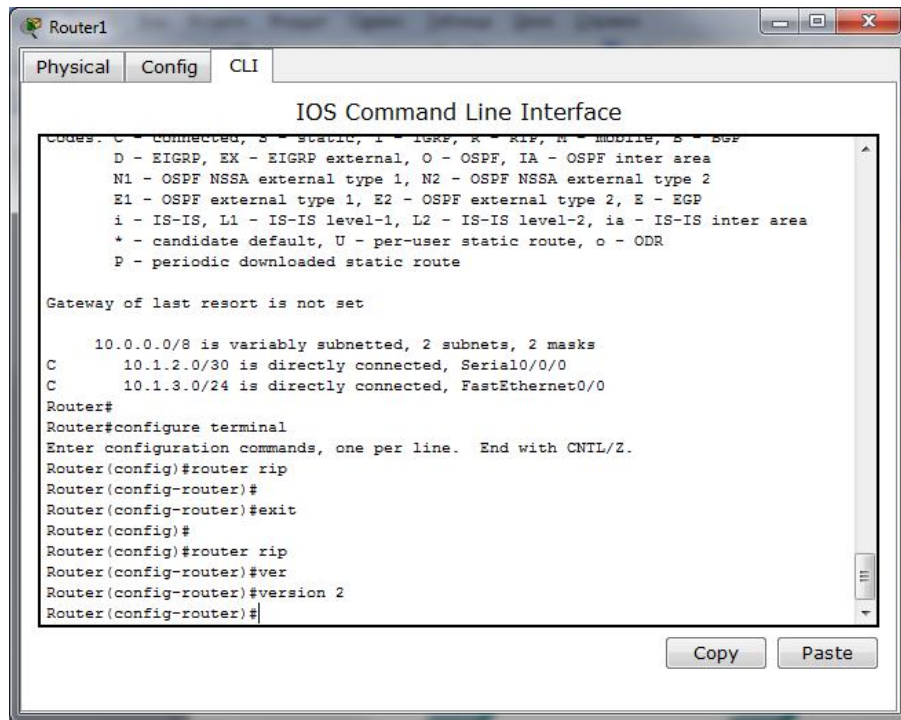 Router1
Physical Config CLI
IOS Command Line Interface
Codes: C - connected, S - static, I - IGRP, R - RIP, M - mobile, B - BGP
D - EIGRP, EX - EIGRP external, O - OSPF, IA - OSPF inter area
N1 - OSPF NSSA external type 1, N2 - OSPF NSSA external type 2
E1 - OSPF external type 1, E2 - OSPF external type 2, E - EGP
i - IS-IS, L1 - IS-IS level-1, L2 - IS-IS level-2, ia - IS-IS inter area
* - candidate default, U - per-user static route, o - ODR
P - periodic downloaded static route
Gateway of last resort is not set
10.0.0.0/8 is variably subnetted, 2 subnets, 2 masks
C 10.1.2.0/30 is directly connected, Serial0/0/0
C 10.1.3.0/24 is directly connected, FastEthernet0/0
Router#
Router#configure terminal
Enter configuration commands, one per line. End with CNTL/Z.
Router(config)#router rip
Router(config-router)#
Router(config-router)#exit
Router(config)#
Router(config)#router rip
Router(config-router)#ver
Router(config-router)#version 2
Router(config-router)#
Copy Paste